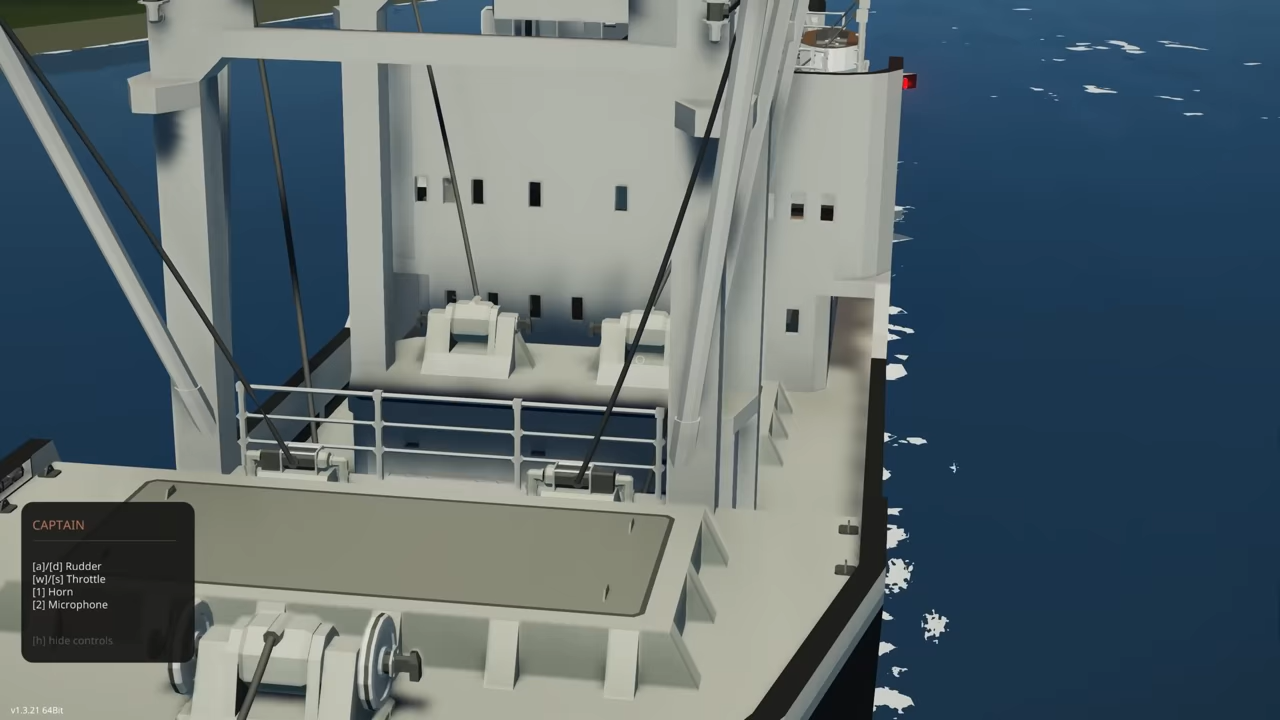 CAPTAIN
[a]/[d] Rudder
[w]/[s] Throttle
[1] Horn
[2] Microphone
[h] hide controls
v1.3.21 64Bit